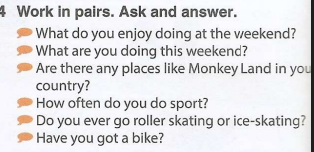 4 Work in pairs. Ask and answer.
What do you enjoy doing at the weekend?
What are you doing this weekend?
Are there any places like Monkey Land in you
country?
How often do you do sport?
Do you ever go roller skating or ice-skating?
Have you got a bike?